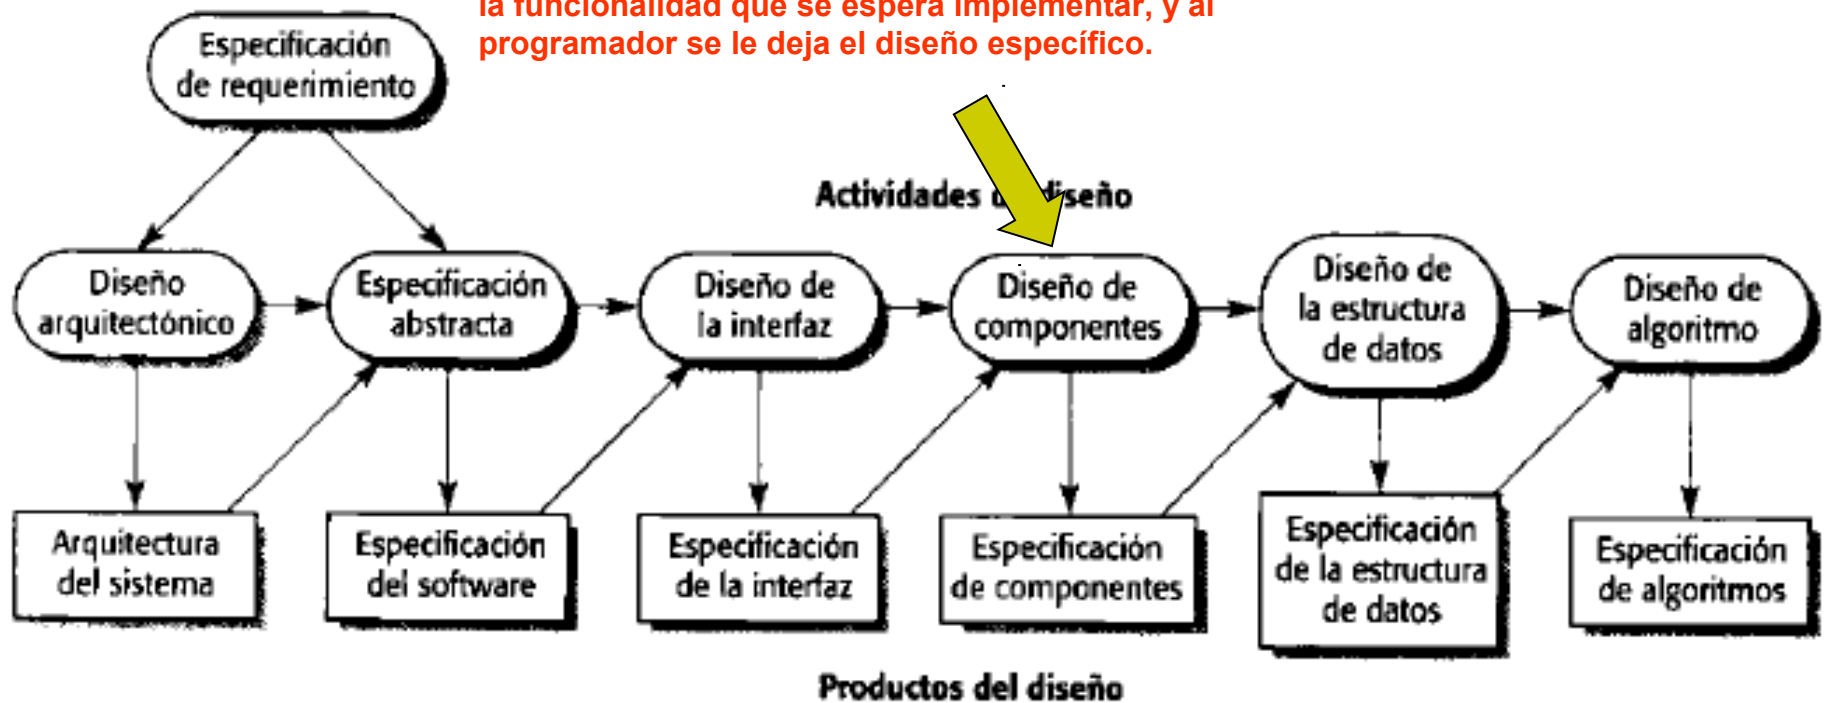 la funcionalidad que se espera implementar, y al
programador se le deja el diseño específico.
Especificación
de requerimiento
Actividades diseño
Diseño
arquitectónico
Especificación
abstracta
Diseño de
la interfaz
Diseño de
componentes
Diseño de
la estructura
de datos
Diseño de
algoritmo
Arquitectura
del sistema
Especificación
del software
Especificación
de la interfaz
Especificación
de componentes
Especificación
de la estructura
de datos
Especificación
de algoritmos
Productos del diseño